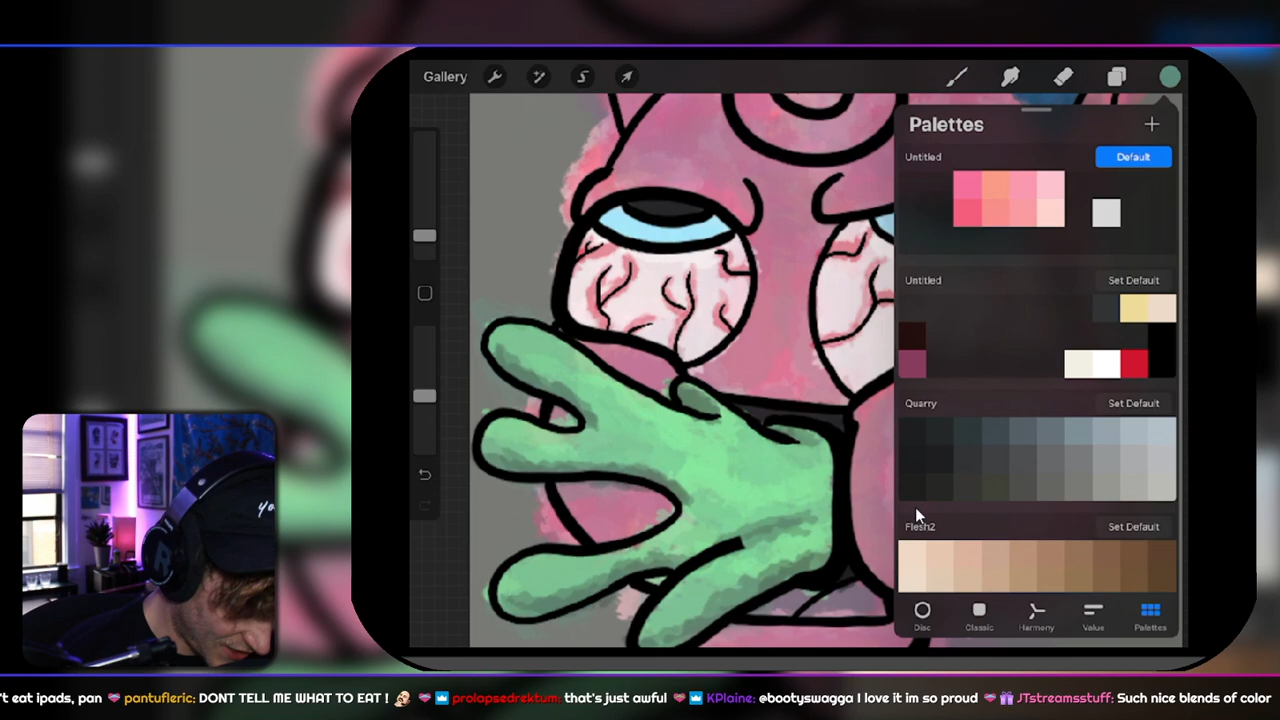 Gallery
Palettes
Untitled
Default
Untitled
Set Default
Quarry
Set Default
Flesh2
Set Default
Disc
Classic
Harmony
Value
Palettes
't eat ipads, pan pantufleric: DONT TELL ME WHAT TO EAT ! prolapsedrektum: that's just awful KPlaine: @bootyswagga I love it im so proud JTstreamsstuff: Such nice blends of color